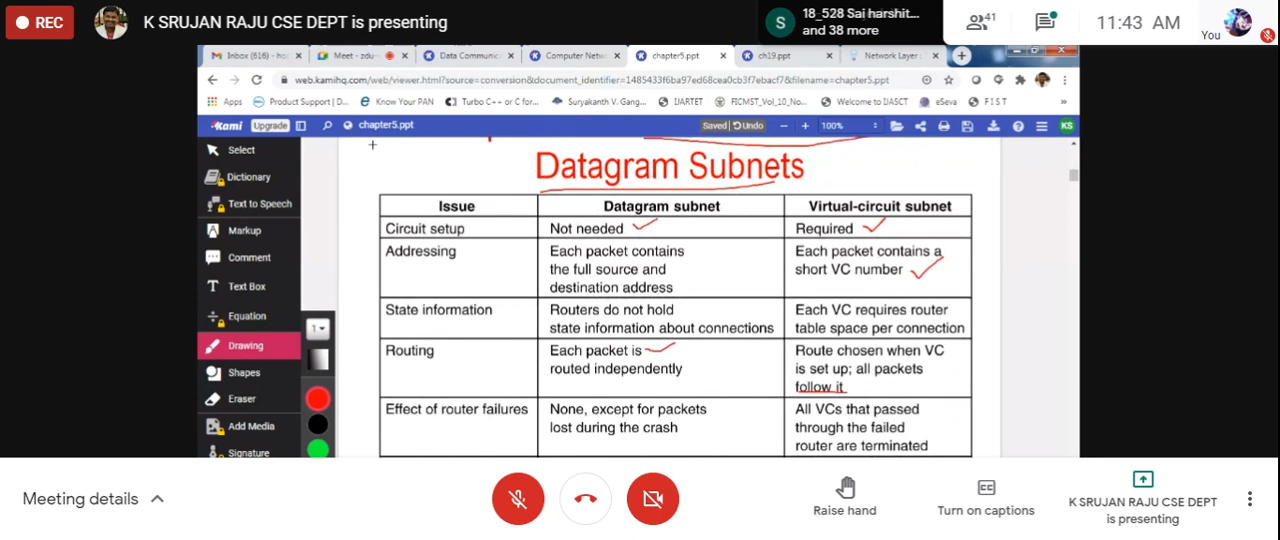 REC
K SRUJAN RAJU CSE DEPT is presenting
S
18_528 Sai harshit...
and 38 more
41
11:43 AM
You
Inbox (616) - ho
Meet - zdu-
Data Communic
Computer Netw
chapter5.ppt
ch19.ppt
Network Layer
web.kamihq.com/web/viewer.html?source=conversion&document_identifier=1485433f6ba97ed68cea0cb3f7ebacf7&filename=chapter5.ppt
Apps
Product Support | D...
Know Your PAN
Turbo C++ or C for...
Suryakanth V. Gang...
IJARTET
FICMST_Vol_10_No...
Welcome to IJASCT
eSeva
F I S T
»
Kami
Upgrade
chapter5.ppt
Saved
Undo
100%
KS
Select
Dictionary
Text to Speech
Markup
Comment
T Text Box
Equation
Drawing
Shapes
Eraser
Add Media
Signature
1
Datagram Subnets
Issue Datagram subnet Virtual-circuit subnet
Circuit setup Not needed Required
Addressing Each packet contains Each packet contains a
the full source and short VC number
destination address
State information Routers do not hold Each VC requires router
state information about connections table space per connection
Routing Each packet is Route chosen when VC
routed independently is set up; all packets
follow it
Effect of router failures None, except for packets All VCs that passed
lost during the crash through the failed
router are terminated
Meeting details
Raise hand
CC
Turn on captions
K SRUJAN RAJU CSE DEPT
is presenting